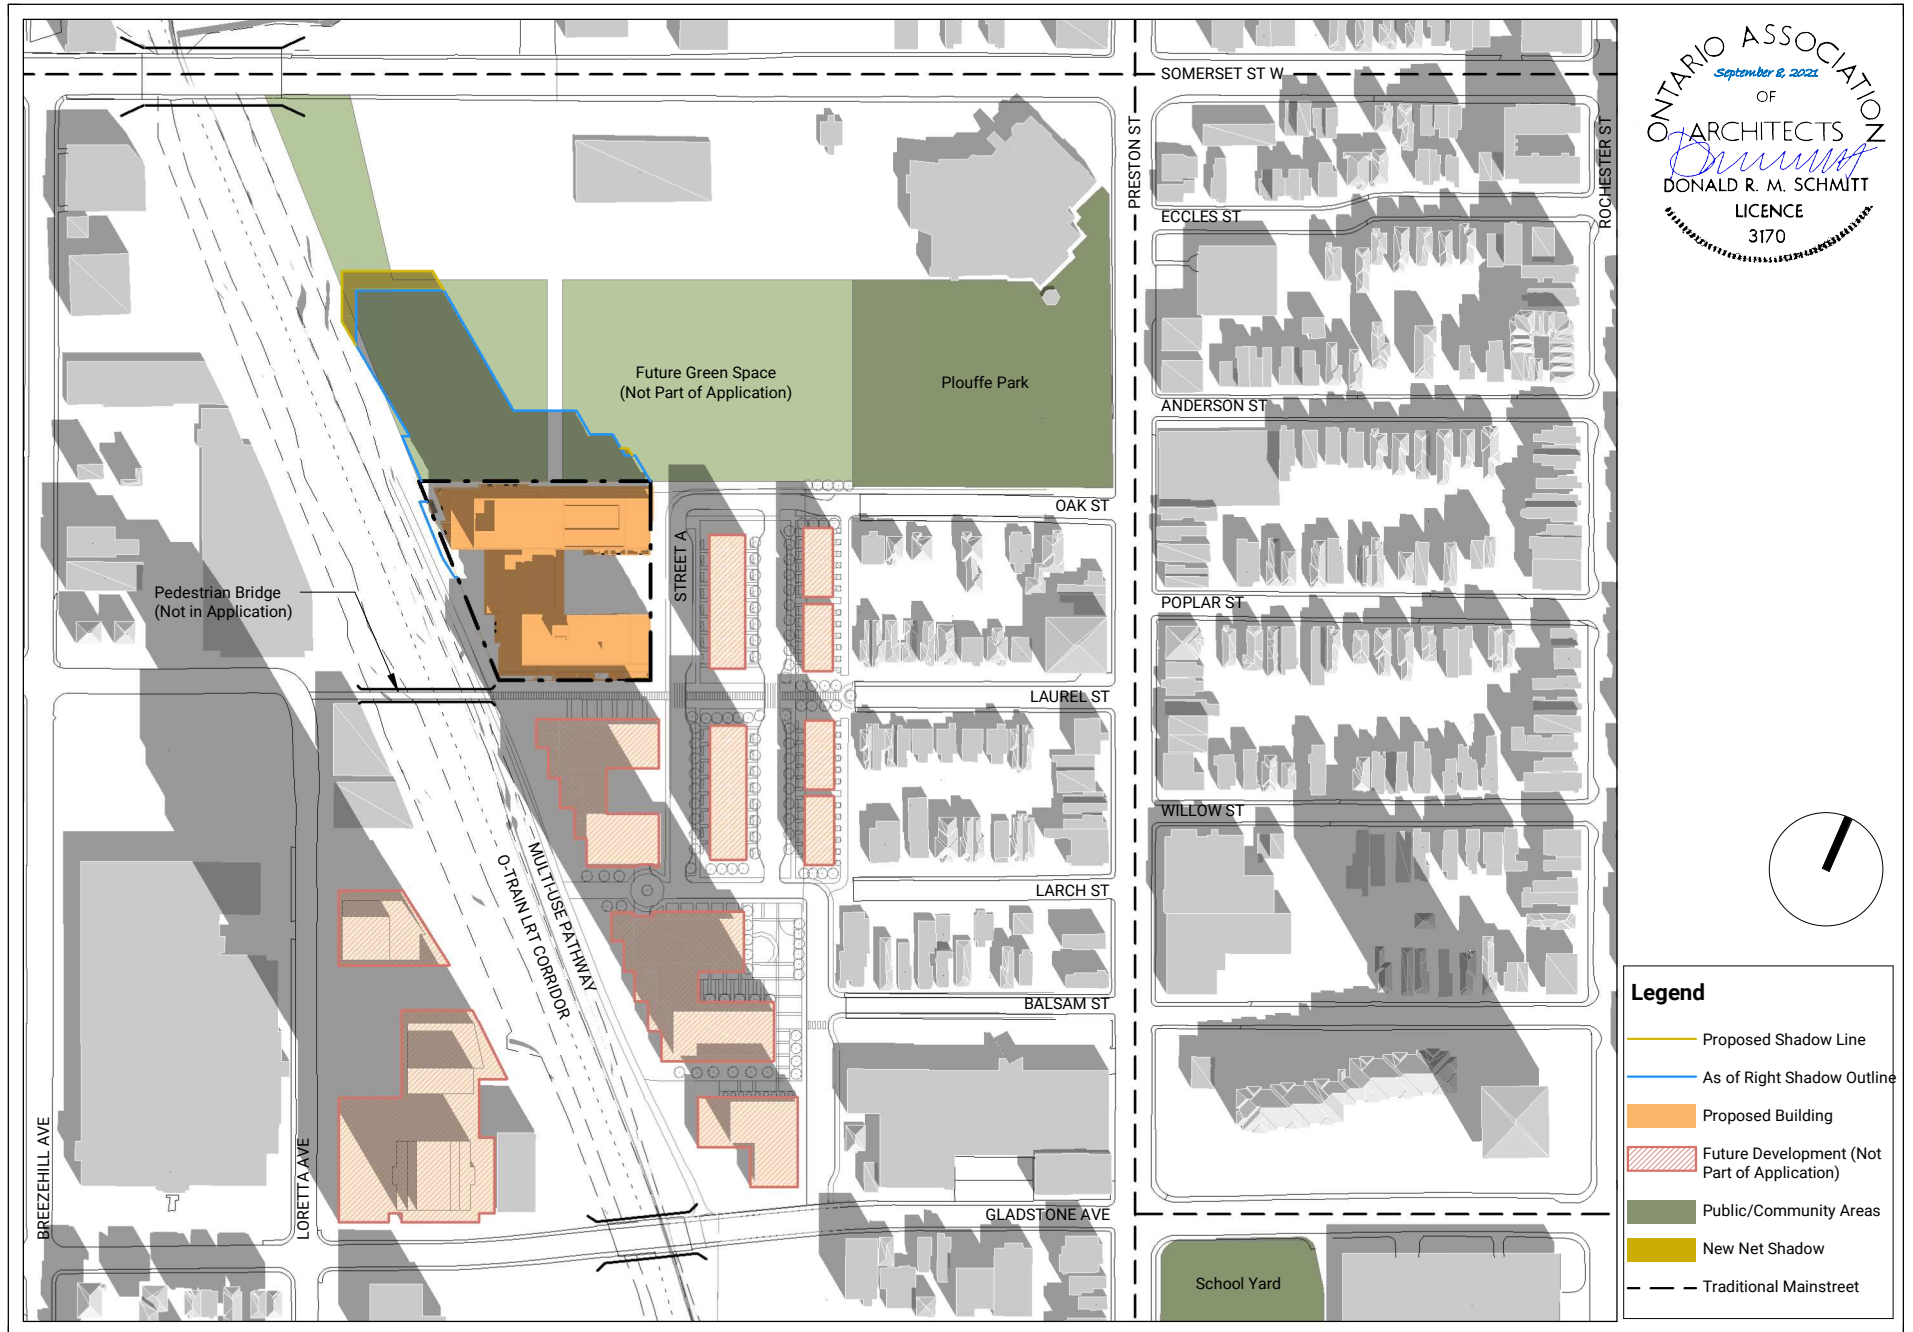 SOMERSET ST W
PRESTON ST
ROCHESTER ST
ECCLES ST
ANDERSON ST
Future Green Space
(Not Part of Application)
Plouffe Park
OAK ST
STREET A
POPLAR ST
Pedestrian Bridge
(Not in Application)
LAUREL ST
WILLOW ST
MULTI-USE PATHWAY
O-TRAIN LRT CORRIDOR
LARCH ST
BALSAM ST
BREEZEHILL AVE
LORETTA AVE
GLADSTONE AVE
School Yard
ONTARIO ASSOCIATION
September 8, 2021
OF
ARCHITECTS
DONALD R. M. SCHMITT
LICENCE
3170
Legend
Proposed Shadow Line
As of Right Shadow Outline
Proposed Building
Future Development (Not
Part of Application)
Public/Community Areas
New Net Shadow
Traditional Mainstreet